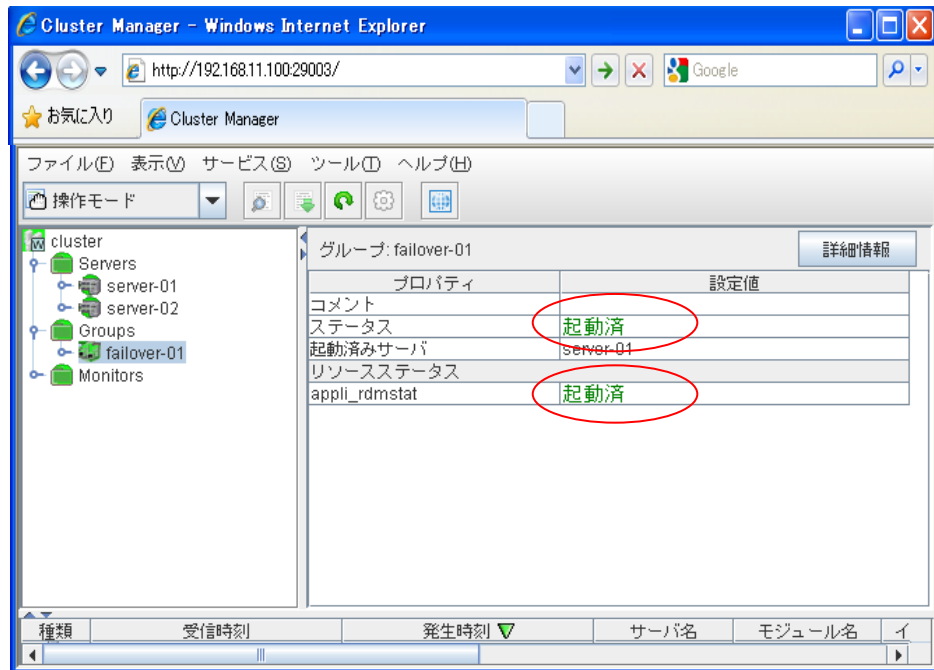 Cluster Manager - Windows Internet Explorer
http://192.168.11.100:29003/
Google
お気に入り
Cluster Manager
ファイル(F) 表示(V) サービス(S) ツール(T) ヘルプ(H)
操作モード
cluster
Servers
server-01
server-02
Groups
failover-01
Monitors
グループ: failover-01
詳細情報
プロパティ 設定値
コメント
ステータス 起動済
起動済みサーバ server-01
リソースステータス
appli_rdmstat 起動済
種類 受信時刻 発生時刻 サーバ名 モジュール名 イ